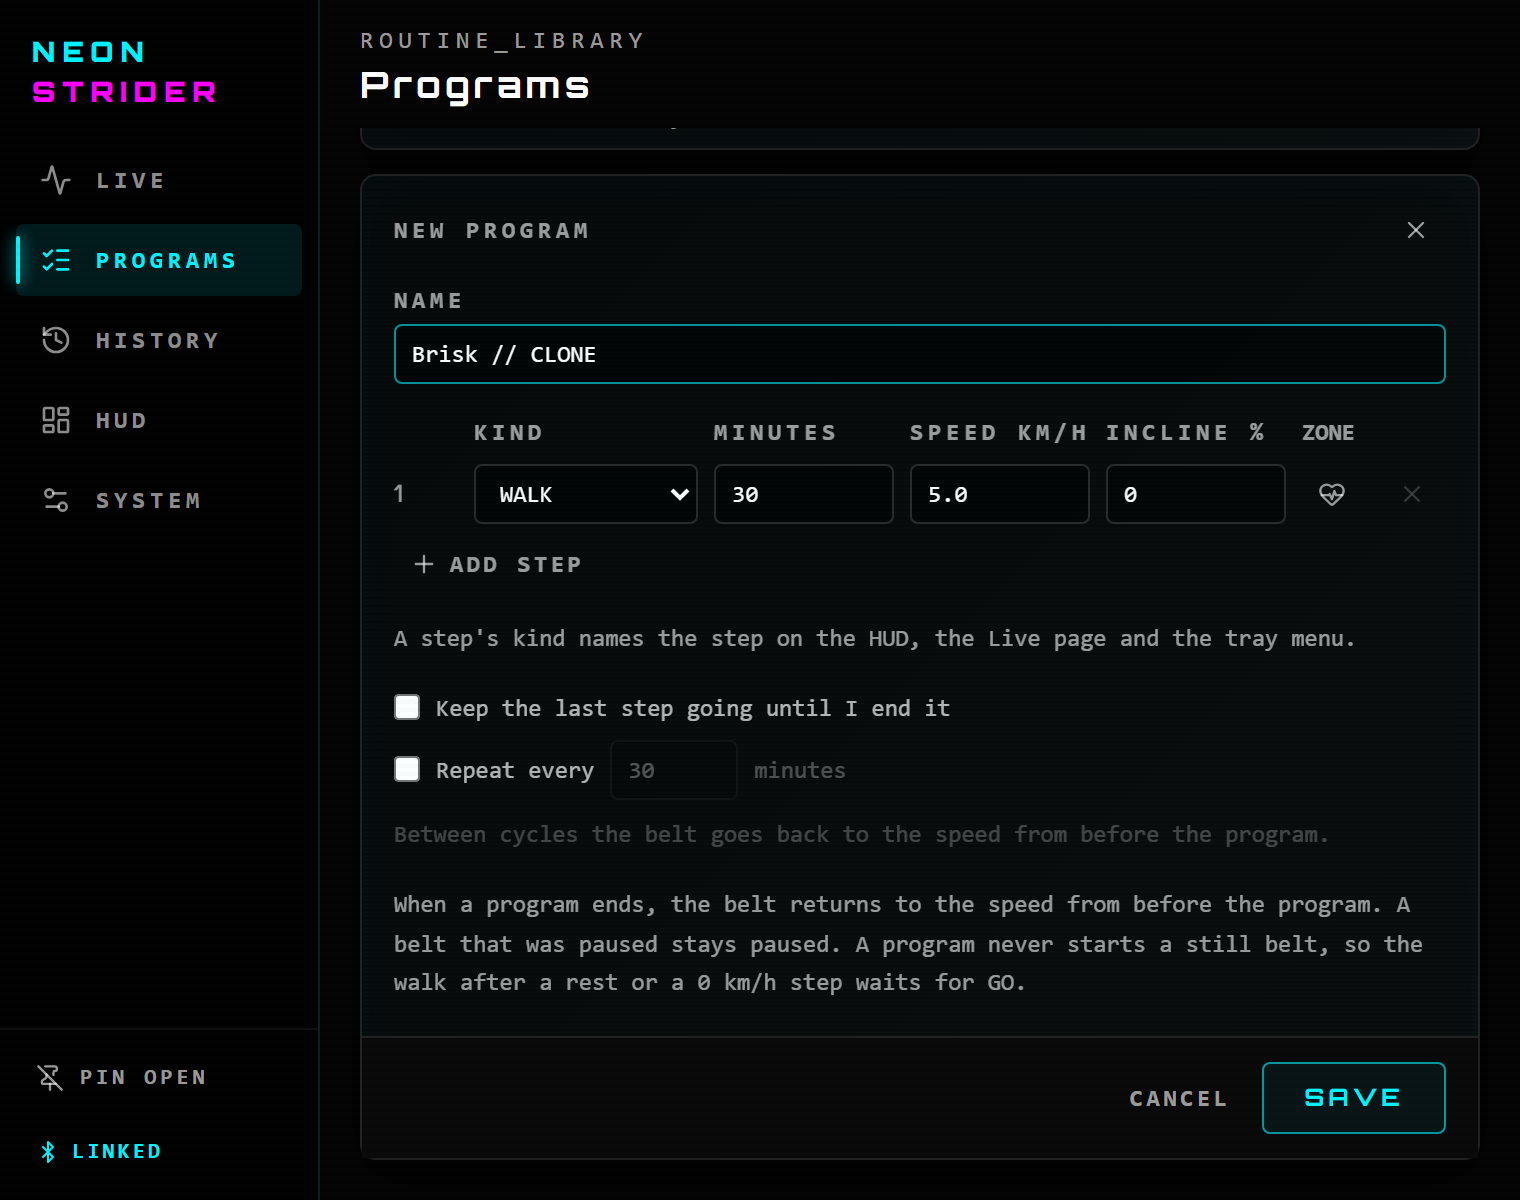 NEON
STRIDER
LIVE
PROGRAMS
HISTORY
HUD
SYSTEM
PIN OPEN
LINKED
ROUTINE_LIBRARY
Programs
NEW PROGRAM
NAME
Brisk // CLONE
KIND MINUTES SPEED KM/H INCLINE % ZONE
1 WALK 30 5.0 0
ADD STEP
A step's kind names the step on the HUD, the Live page and the tray menu.
Keep the last step going until I end it
Repeat every 30 minutes
Between cycles the belt goes back to the speed from before the program.
When a program ends, the belt returns to the speed from before the program. A
belt that was paused stays paused. A program never starts a still belt, so the
walk after a rest or a 0 km/h step waits for GO.
CANCEL SAVE